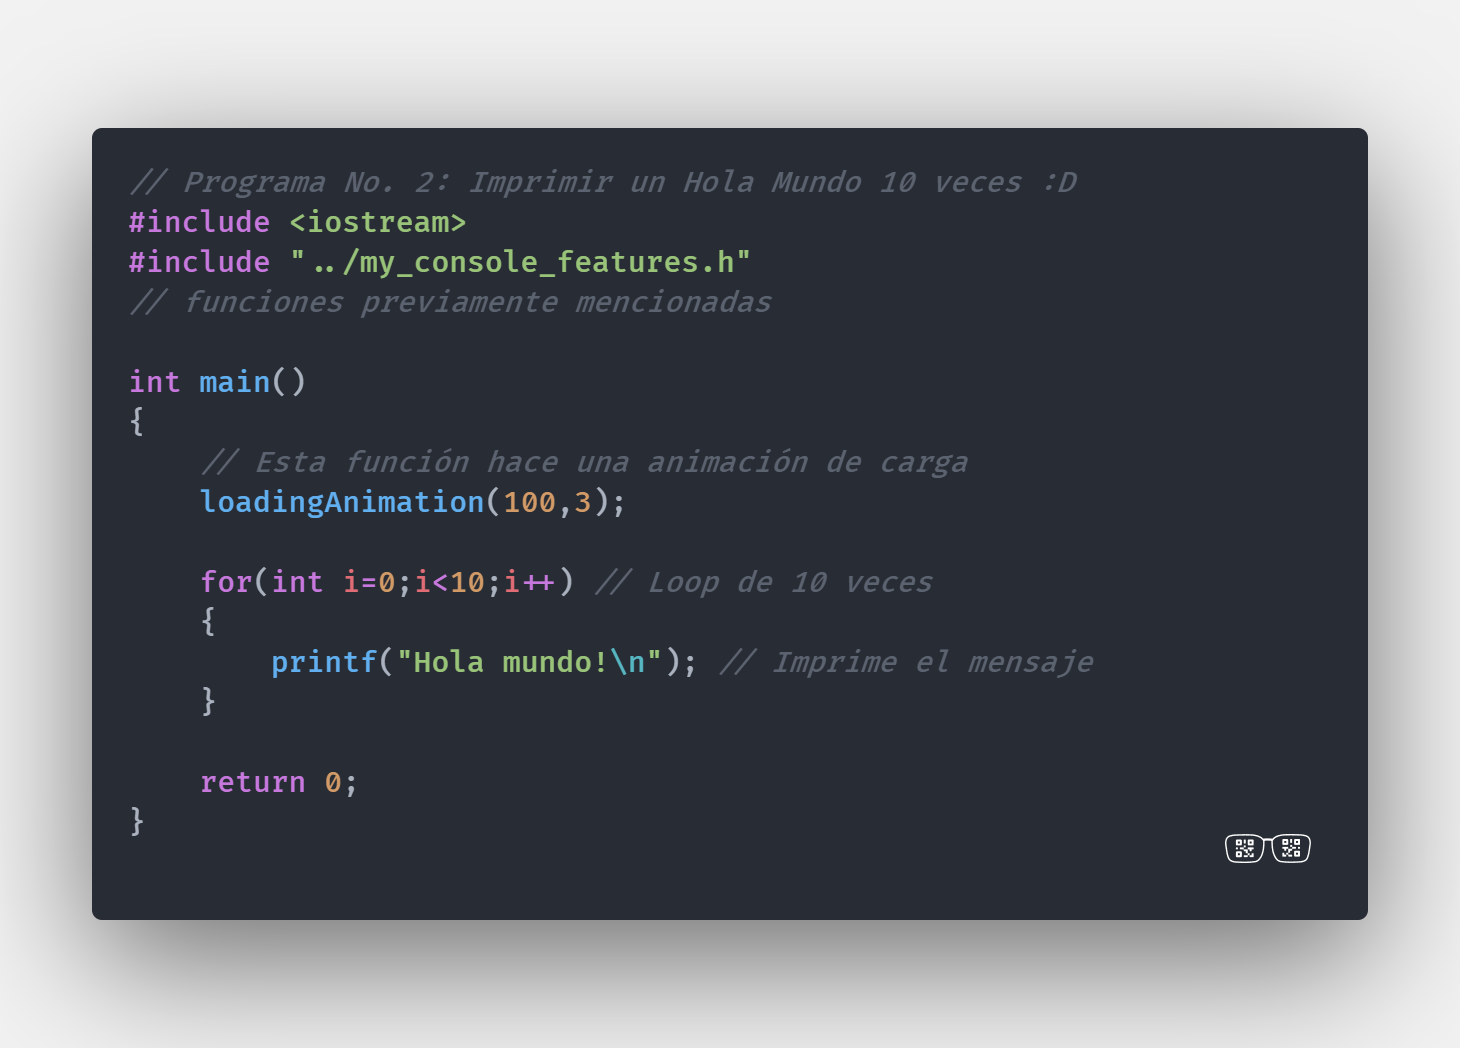 // Programa No. 2: Imprimir un Hola Mundo 10 veces :D
#include <iostream>
#include "../my_console_features.h"
// funciones previamente mencionadas
int main()
{
    // Esta función hace una animación de carga
    loadingAnimation(100,3);
    for(int i=0;i<10;i++) // Loop de 10 veces
    {
        printf("Hola mundo!\n"); // Imprime el mensaje
    }
    return 0;
}